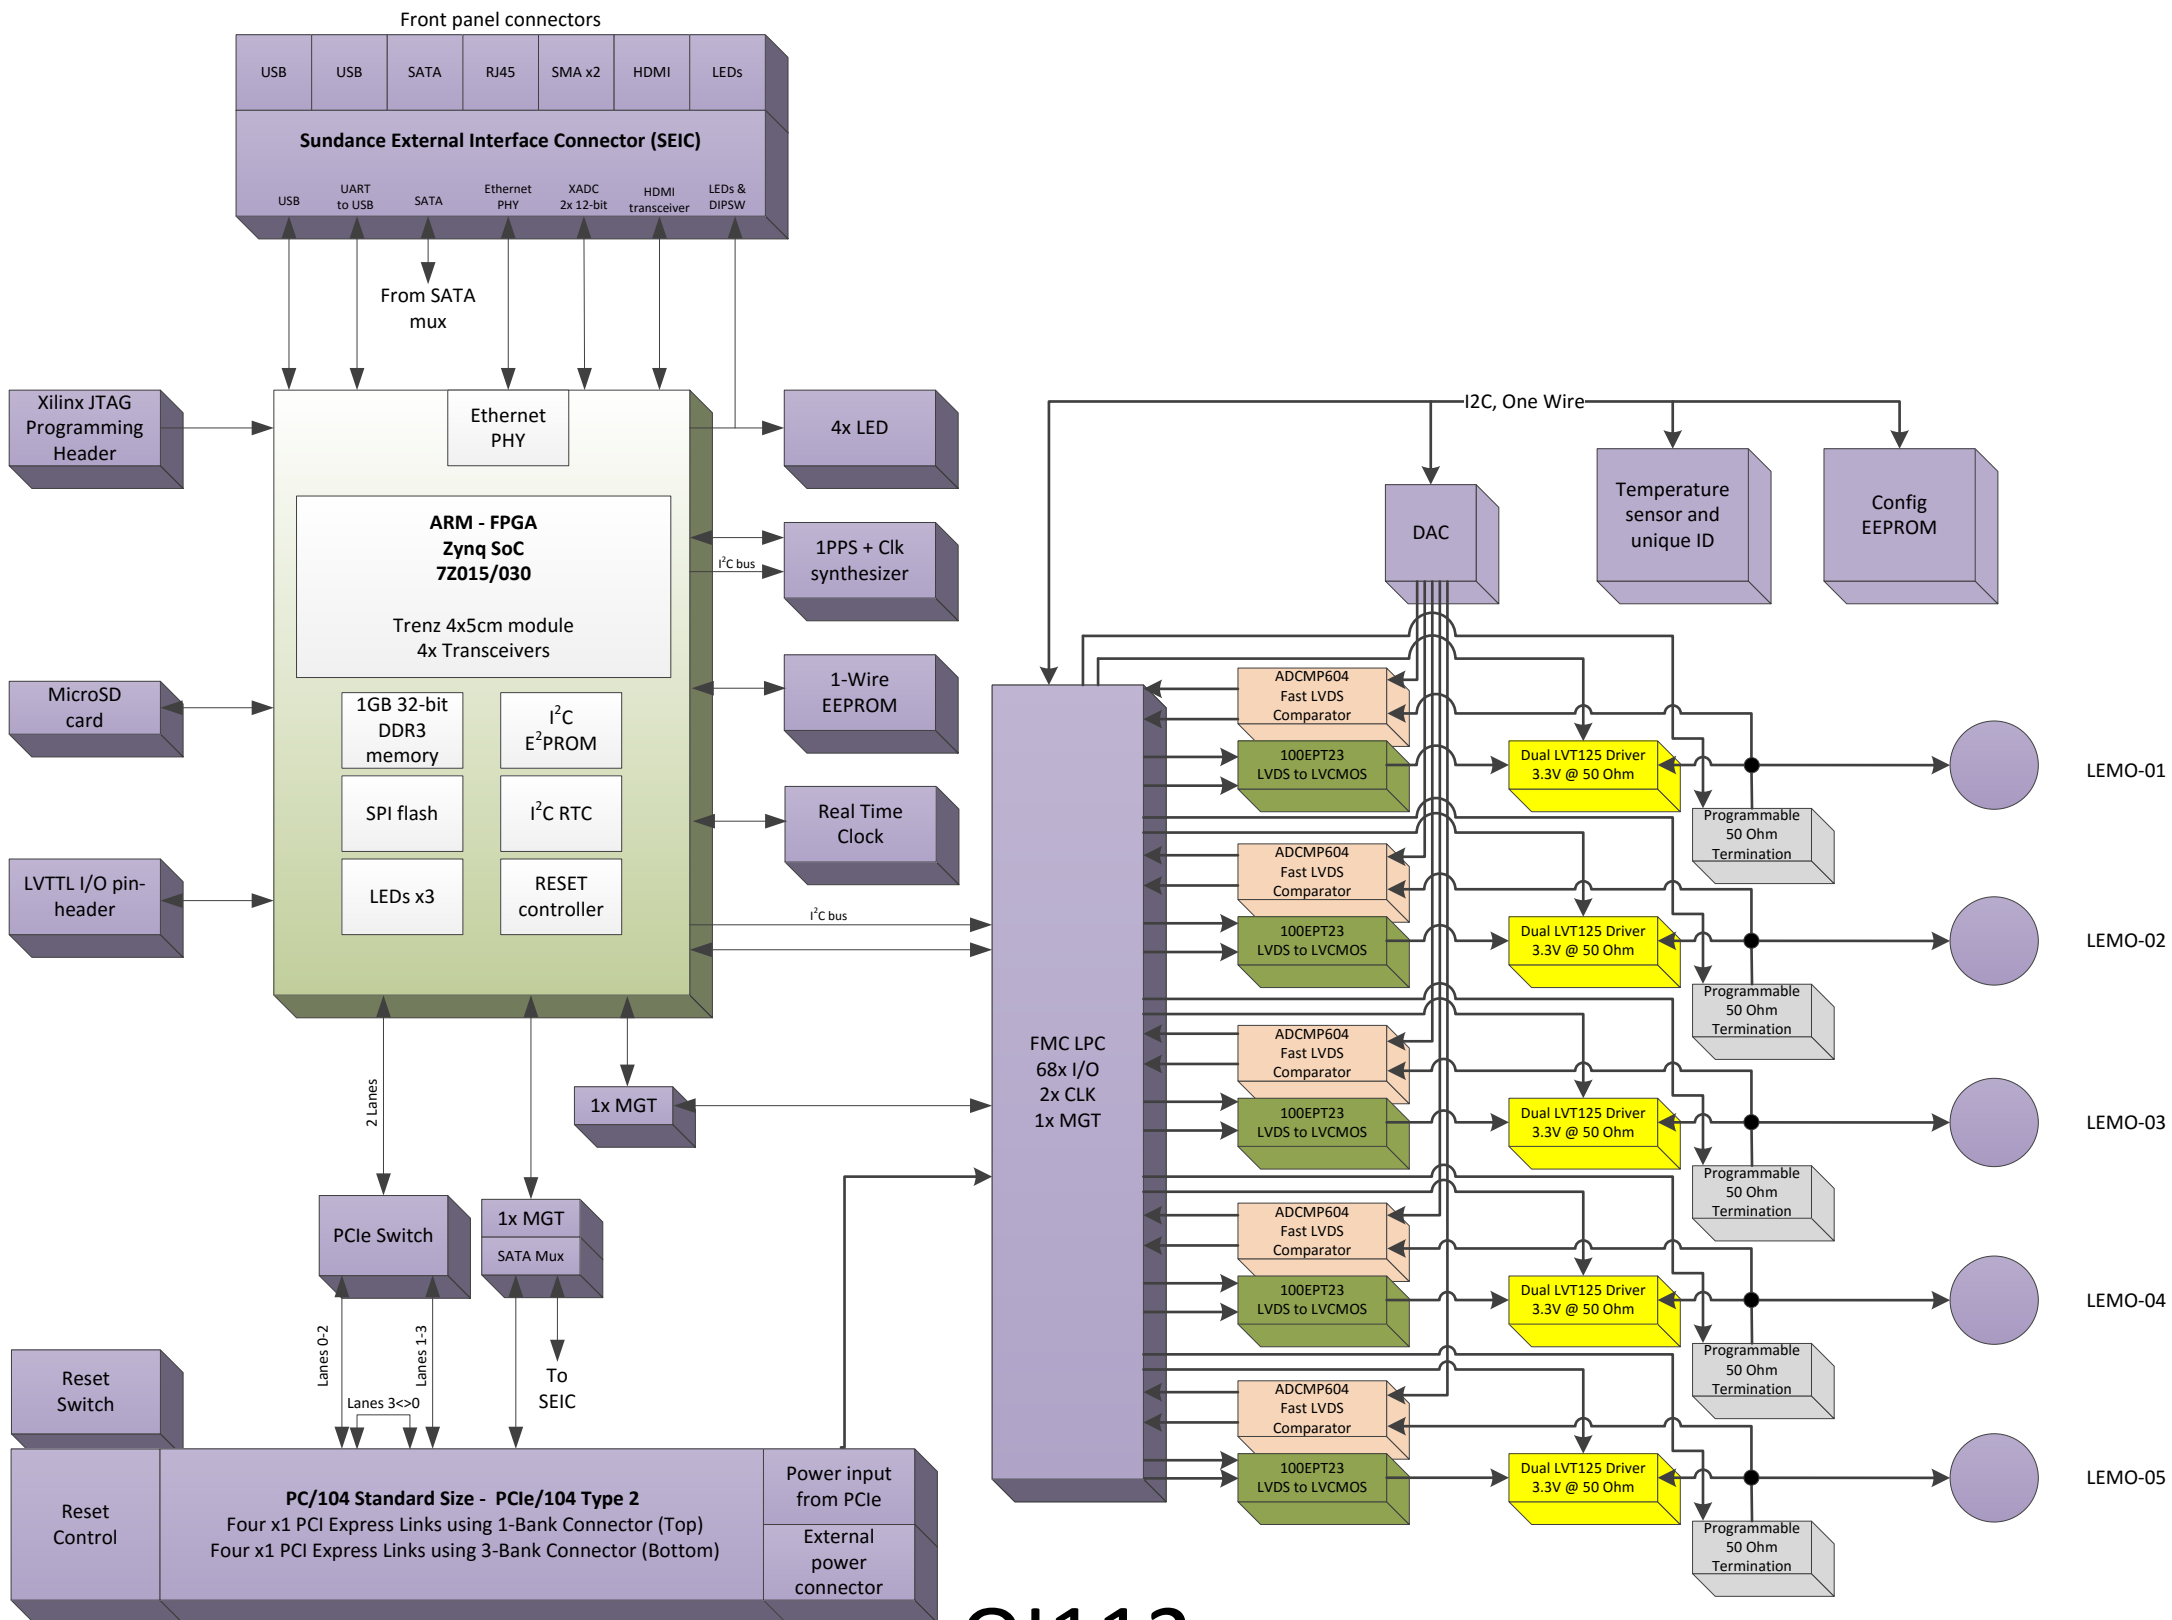 Front panel connectors
USB
USB
SATA
RJ45
SMA x2
HDMI
LEDs
Sundance External Interface Connector (SEIC)
USB
UART
to USB
SATA
Ethernet
PHY
XADC
2x 12-bit
HDMI
transceiver
LEDs &
DIPSW
From SATA
mux
Xilinx JTAG
Programming
Header
Ethernet
PHY
4x LED
ARM - FPGA
Zynq SoC
7Z015/030
Trenz 4x5cm module
4x Transceivers
I²C bus
1PPS + Clk
synthesizer
MicroSD
card
1GB 32-bit
DDR3
memory
I²C
E²PROM
1-Wire
EEPROM
SPI flash
I²C RTC
Real Time
Clock
LVTTL I/O pin-
header
LEDs x3
RESET
controller
I²C bus
2 Lanes
1x MGT
PCIe Switch
1x MGT
SATA Mux
Lanes 0-2
Lanes 1-3
Lanes 3<>0
To
SEIC
Reset
Switch
Reset
Control
PC/104 Standard Size - PCIe/104 Type 2
Four x1 PCI Express Links using 1-Bank Connector (Top)
Four x1 PCI Express Links using 3-Bank Connector (Bottom)
Power input
from PCIe
External
power
connector
I2C, One Wire
DAC
Temperature
sensor and
unique ID
Config
EEPROM
FMC LPC
68x I/O
2x CLK
1x MGT
ADCMP604
Fast LVDS
Comparator
100EPT23
LVDS to LVCMOS
Dual LVT125 Driver
3.3V @ 50 Ohm
Programmable
50 Ohm
Termination
LEMO-01
ADCMP604
Fast LVDS
Comparator
100EPT23
LVDS to LVCMOS
Dual LVT125 Driver
3.3V @ 50 Ohm
Programmable
50 Ohm
Termination
LEMO-02
ADCMP604
Fast LVDS
Comparator
100EPT23
LVDS to LVCMOS
Dual LVT125 Driver
3.3V @ 50 Ohm
Programmable
50 Ohm
Termination
LEMO-03
ADCMP604
Fast LVDS
Comparator
100EPT23
LVDS to LVCMOS
Dual LVT125 Driver
3.3V @ 50 Ohm
Programmable
50 Ohm
Termination
LEMO-04
ADCMP604
Fast LVDS
Comparator
100EPT23
LVDS to LVCMOS
Dual LVT125 Driver
3.3V @ 50 Ohm
Programmable
50 Ohm
Termination
LEMO-05